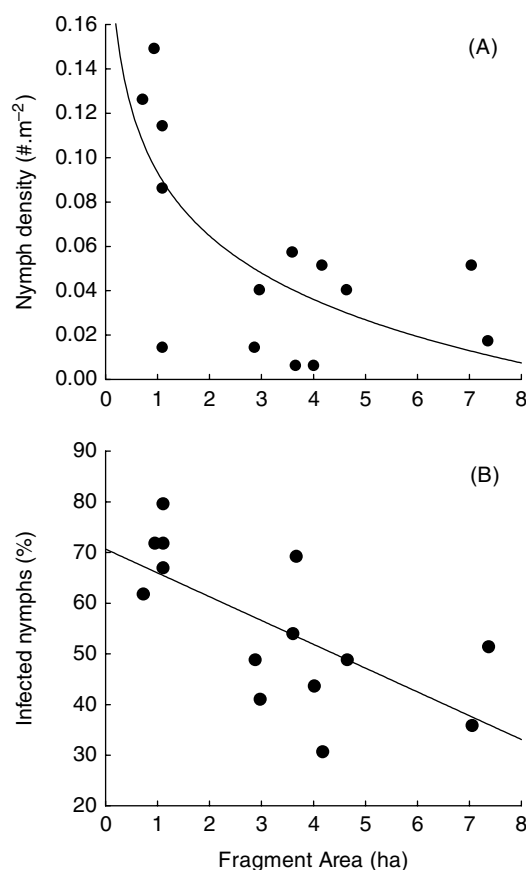 (A)
Nymph density (#.m⁻²)
0.16
0.14
0.12
0.10
0.08
0.06
0.04
0.02
0.00
0 1 2 3 4 5 6 7 8
(B)
Infected nymphs (%)
90
80
70
60
50
40
30
20
0 1 2 3 4 5 6 7 8
Fragment Area (ha)